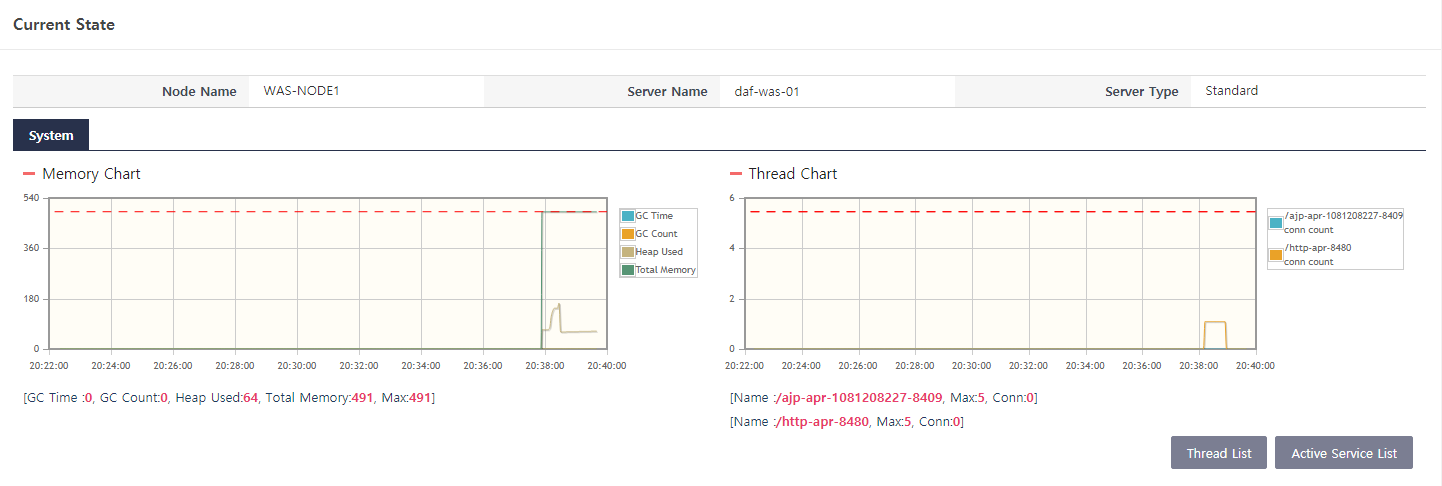 Current State
Node Name WAS-NODE1 Server Name daf-was-01 Server Type Standard
System
Memory Chart
540
360
180
0
20:22:00 20:24:00 20:26:00 20:28:00 20:30:00 20:32:00 20:34:00 20:36:00 20:38:00 20:40:00
GC Time
GC Count
Heap Used
Total Memory
[GC Time :0, GC Count:0, Heap Used:64, Total Memory:491, Max:491]
Thread Chart
6
4
2
0
20:22:00 20:24:00 20:26:00 20:28:00 20:30:00 20:32:00 20:34:00 20:36:00 20:38:00 20:40:00
/ajp-apr-1081208227-8409
conn count
/http-apr-8480
conn count
[Name :/ajp-apr-1081208227-8409, Max:5, Conn:0]
[Name :/http-apr-8480, Max:5, Conn:0]
Thread List Active Service List